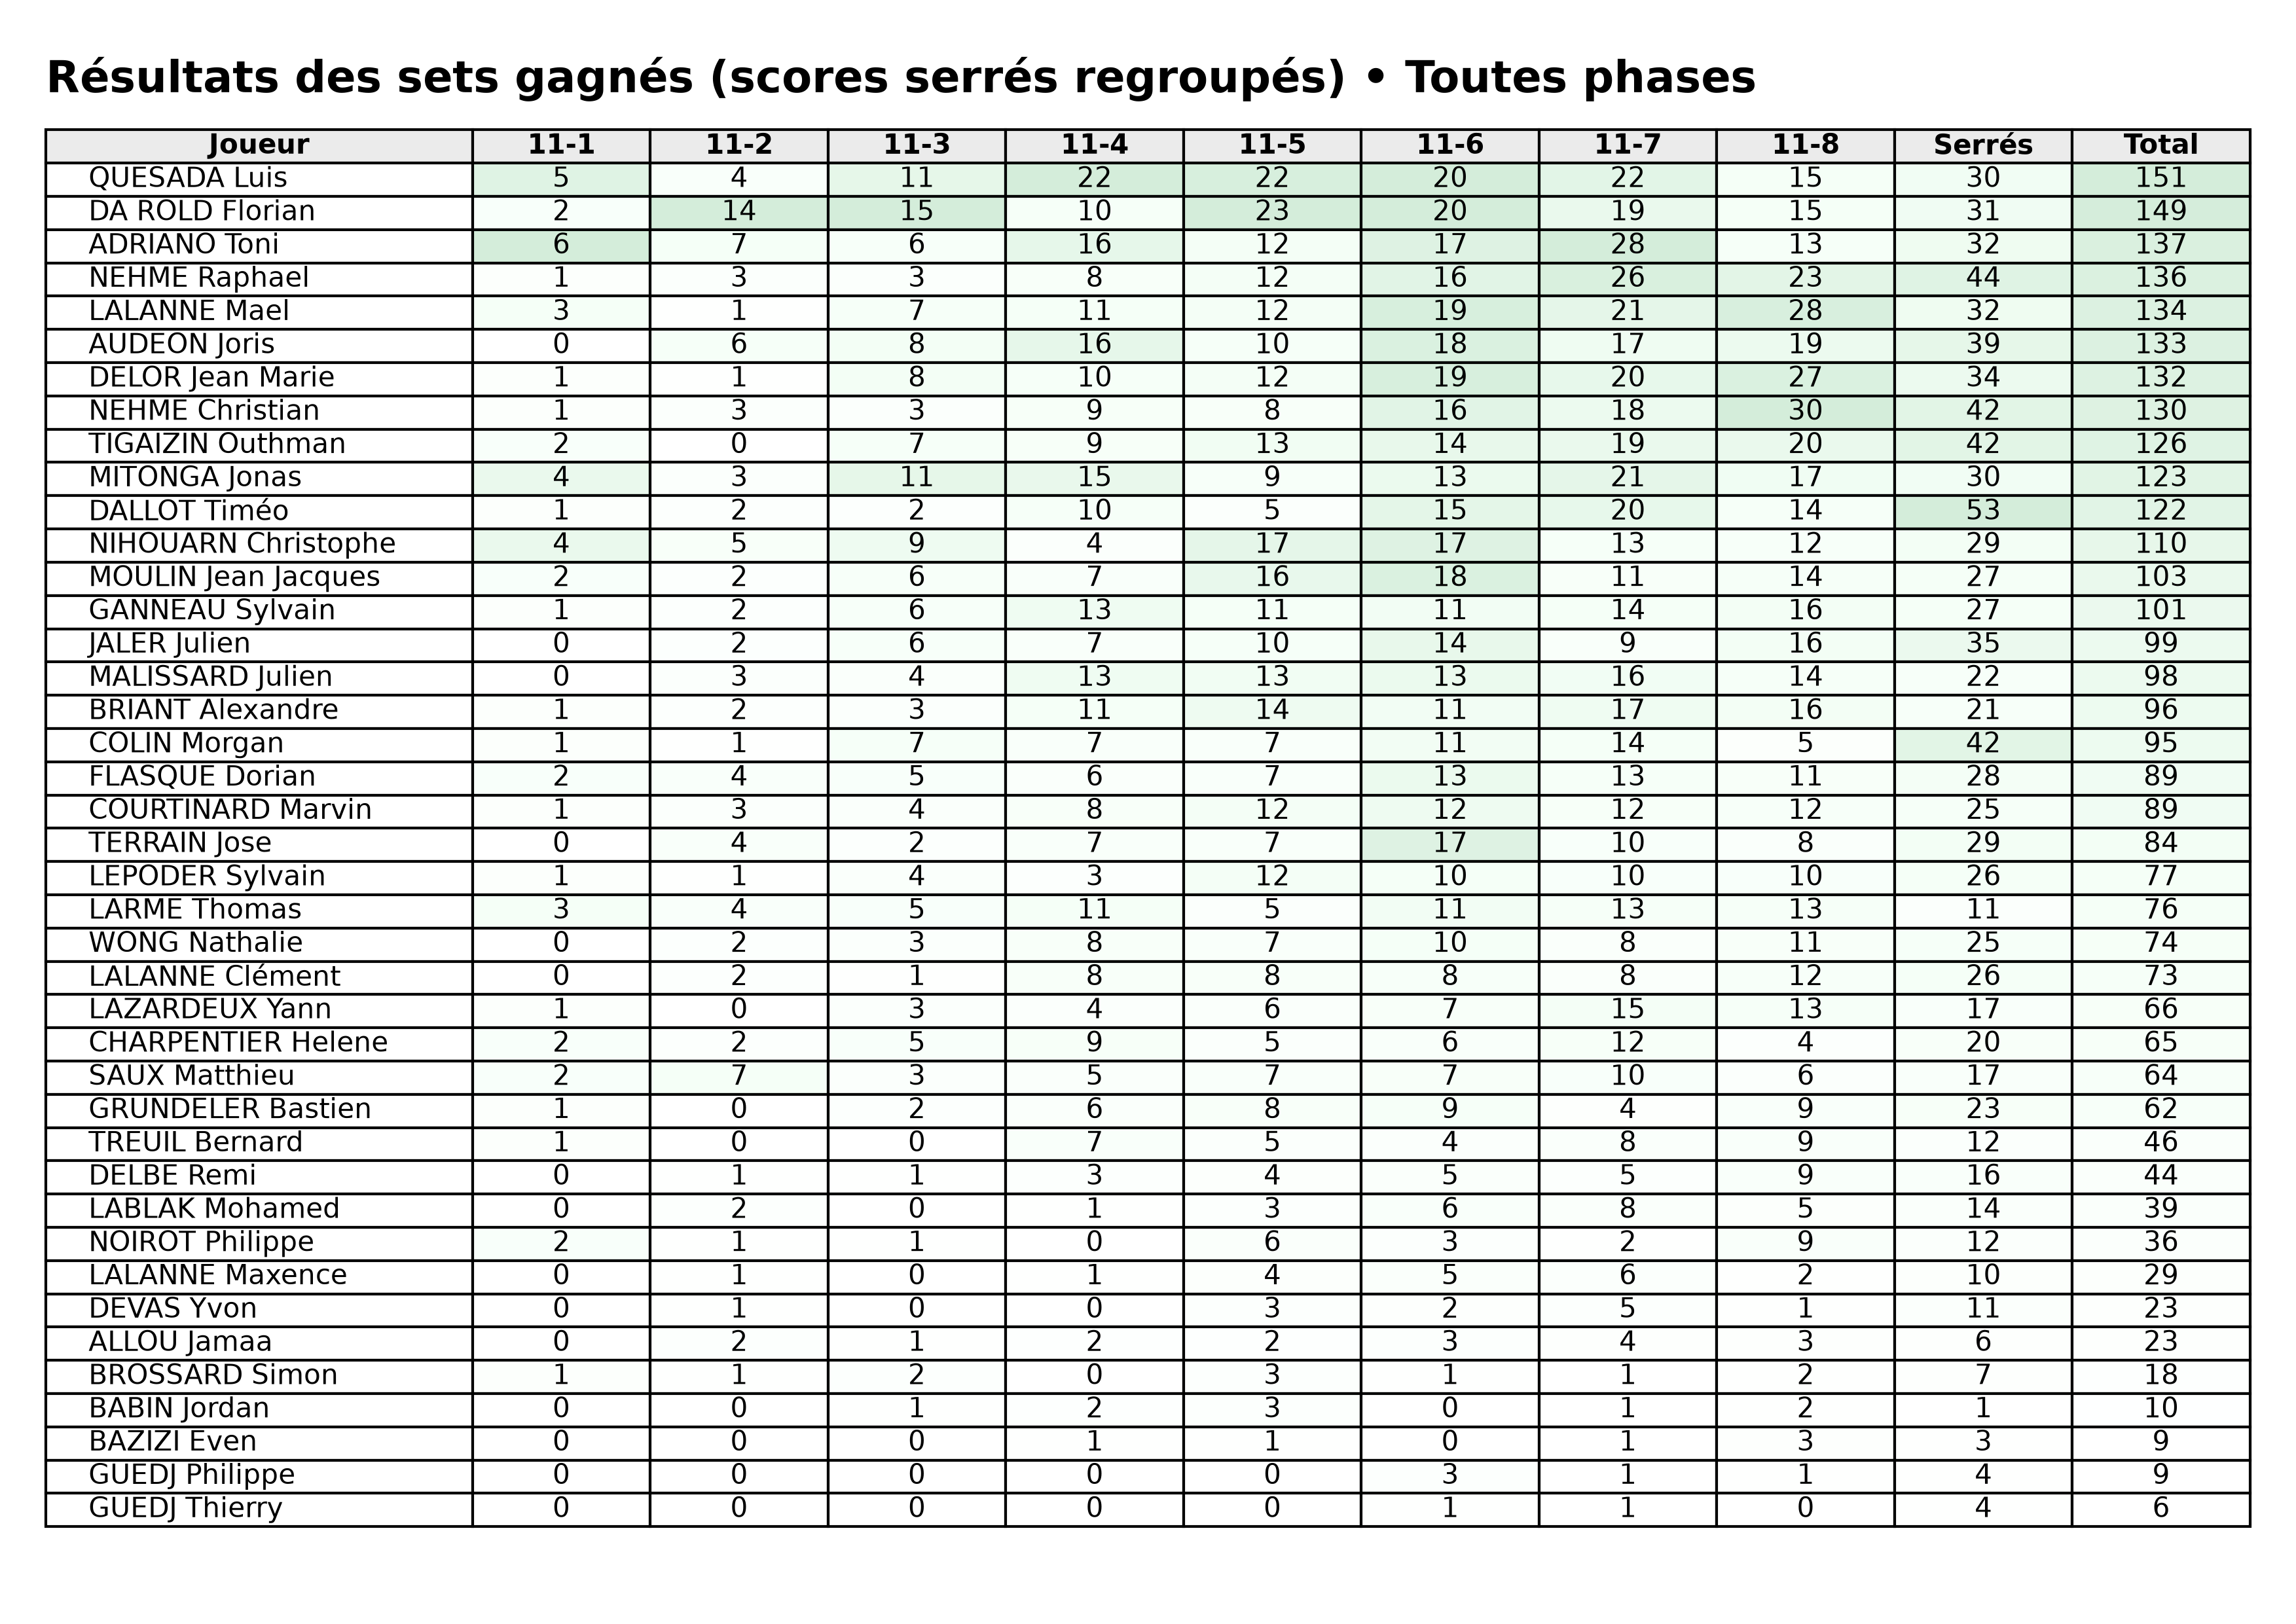 Résultats des sets gagnés (scores serrés regroupés) • Toutes phases
Joueur 11-1 11-2 11-3 11-4 11-5 11-6 11-7 11-8 Serrés Total
QUESADA Luis 5 4 11 22 22 20 22 15 30 151
DA ROLD Florian 2 14 15 10 23 20 19 15 31 149
ADRIANO Toni 6 7 6 16 12 17 28 13 32 137
NEHME Raphael 1 3 3 8 12 16 26 23 44 136
LALANNE Mael 3 1 7 11 12 19 21 28 32 134
AUDEON Joris 0 6 8 16 10 18 17 19 39 133
DELOR Jean Marie 1 1 8 10 12 19 20 27 34 132
NEHME Christian 1 3 3 9 8 16 18 30 42 130
TIGAIZIN Outhman 2 0 7 9 13 14 19 20 42 126
MITONGA Jonas 4 3 11 15 9 13 21 17 30 123
DALLOT Timéo 1 2 2 10 5 15 20 14 53 122
NIHOUARN Christophe 4 5 9 4 17 17 13 12 29 110
MOULIN Jean Jacques 2 2 6 7 16 18 11 14 27 103
GANNEAU Sylvain 1 2 6 13 11 11 14 16 27 101
JALER Julien 0 2 6 7 10 14 9 16 35 99
MALISSARD Julien 0 3 4 13 13 13 16 14 22 98
BRIANT Alexandre 1 2 3 11 14 11 17 16 21 96
COLIN Morgan 1 1 7 7 7 11 14 5 42 95
FLASQUE Dorian 2 4 5 6 7 13 13 11 28 89
COURTINARD Marvin 1 3 4 8 12 12 12 12 25 89
TERRAIN Jose 0 4 2 7 7 17 10 8 29 84
LEPODER Sylvain 1 1 4 3 12 10 10 10 26 77
LARME Thomas 3 4 5 11 5 11 13 13 11 76
WONG Nathalie 0 2 3 8 7 10 8 11 25 74
LALANNE Clément 0 2 1 8 8 8 8 12 26 73
LAZARDEUX Yann 1 0 3 4 6 7 15 13 17 66
CHARPENTIER Helene 2 2 5 9 5 6 12 4 20 65
SAUX Matthieu 2 7 3 5 7 7 10 6 17 64
GRUNDELER Bastien 1 0 2 6 8 9 4 9 23 62
TREUIL Bernard 1 0 0 7 5 4 8 9 12 46
DELBE Remi 0 1 1 3 4 5 5 9 16 44
LABLAK Mohamed 0 2 0 1 3 6 8 5 14 39
NOIROT Philippe 2 1 1 0 6 3 2 9 12 36
LALANNE Maxence 0 1 0 1 4 5 6 2 10 29
DEVAS Yvon 0 1 0 0 3 2 5 1 11 23
ALLOU Jamaa 0 2 1 2 2 3 4 3 6 23
BROSSARD Simon 1 1 2 0 3 1 1 2 7 18
BABIN Jordan 0 0 1 2 3 0 1 2 1 10
BAZIZI Even 0 0 0 1 1 0 1 3 3 9
GUEDJ Philippe 0 0 0 0 0 3 1 1 4 9
GUEDJ Thierry 0 0 0 0 0 1 1 0 4 6